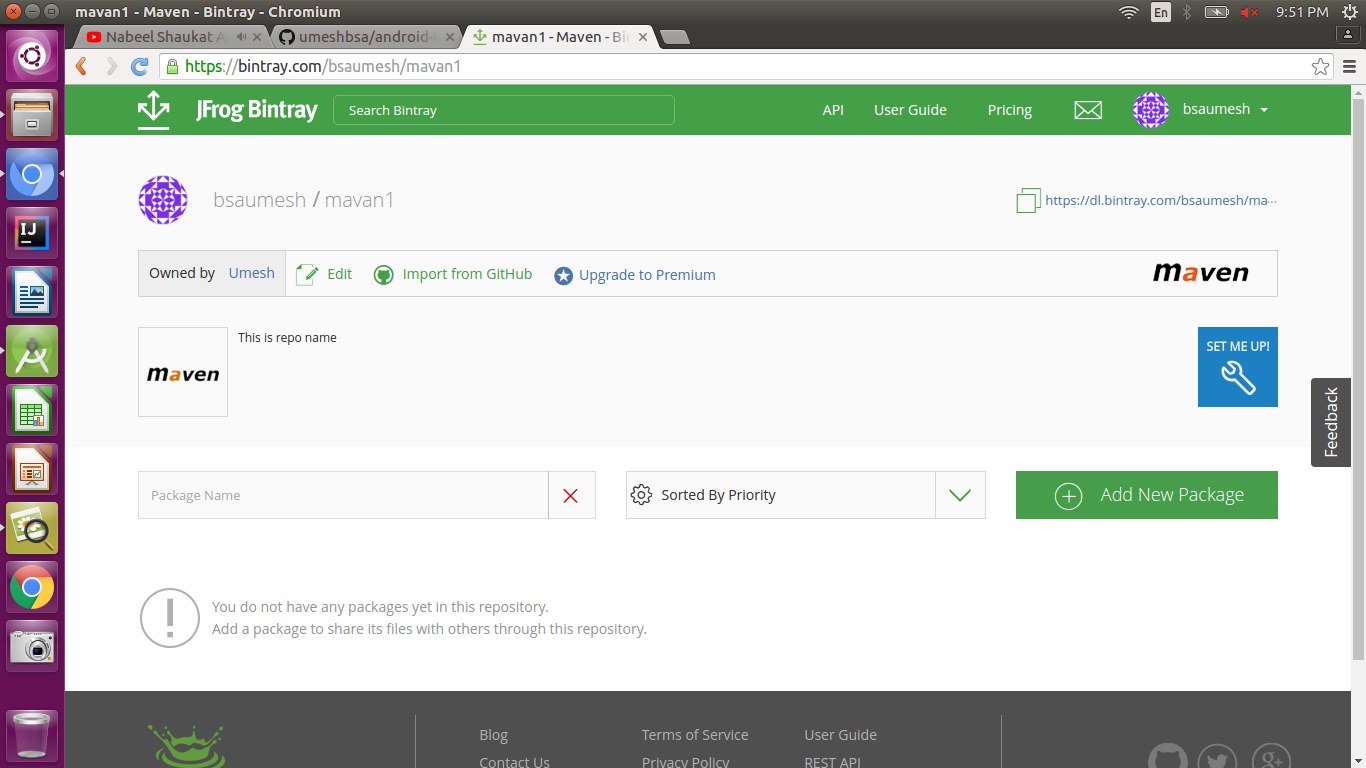 mavan1 - Maven - Bintray - Chromium
En
9:51 PM
Nabeel Shaukat A
umeshbsa/android-
mavan1 - Maven - Bin
https://bintray.com/bsaumesh/mavan1
JFrog Bintray
Search Bintray
API
User Guide
Pricing
bsaumesh
bsaumesh / mavan1
https://dl.bintray.com/bsaumesh/ma...
Owned by Umesh
Edit
Import from GitHub
Upgrade to Premium
maven
maven
This is repo name
SET ME UP!
Feedback
Package Name
Sorted By Priority
Add New Package
You do not have any packages yet in this repository.
Add a package to share its files with others through this repository.
Blog
Terms of Service
User Guide
Contact Us
Privacy Policy
REST API